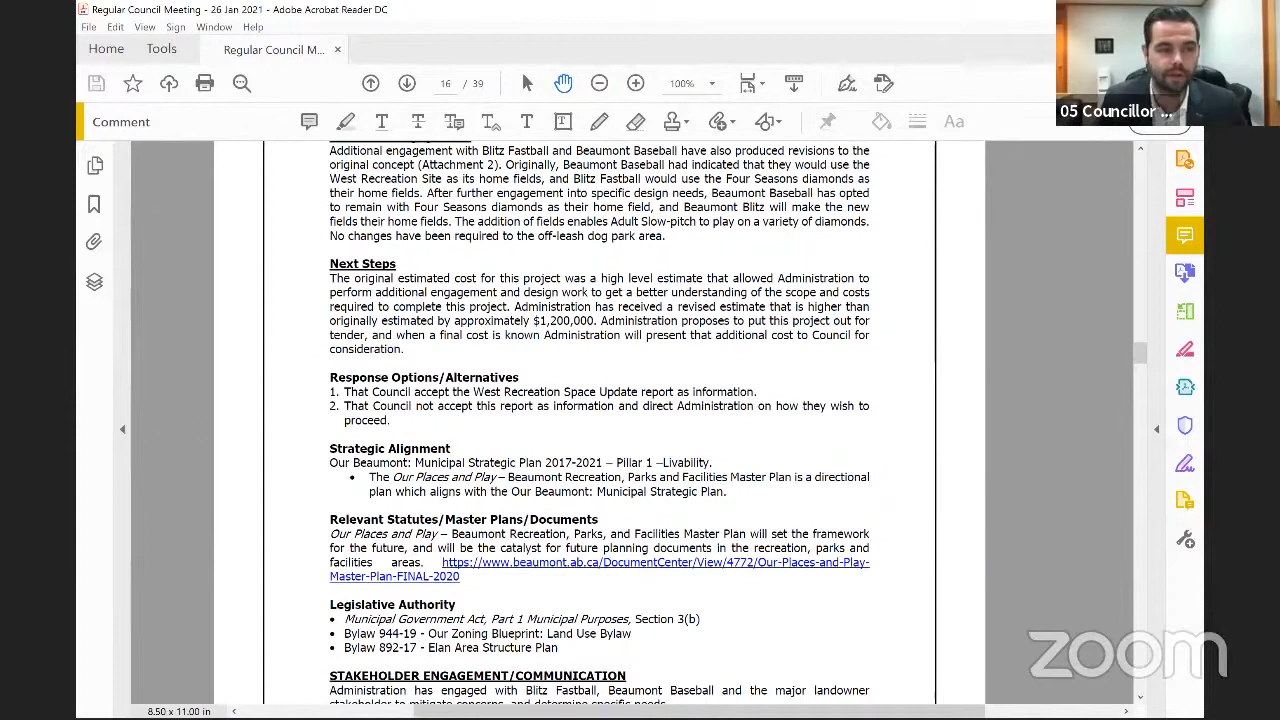 Regular Council Meeting - 26 Jan 2021 - Adobe Acrobat Reader DC
File Edit View Sign Window Help
Home Tools Regular Council M... ×
16 / 39 100%
05 Councillor ...
Comment
Additional engagement with Blitz Fastball and Beaumont Baseball have also produced revisions to the
original concept (Attachment 2). Originally, Beaumont Baseball had indicated that they would use the
West Recreation Site as its home fields, and Blitz Fastball would use the Four Seasons diamonds as
their home fields. After further engagement into specific design needs, Beaumont Baseball has opted
to remain with Four Seasons diamonds as their home field, and Beaumont Blitz will make the new
fields their home fields. The addition of fields enables Adult Slow-pitch to play on a variety of diamonds.
No changes have been required to the off-leash dog park area.
Next Steps
The original estimated cost for this project was a high level estimate that allowed Administration to
perform additional engagement and design work to get a better understanding of the scope and costs
required to complete this project. Administration has received a revised estimate that is higher than
originally estimated by approximately $1,200,000. Administration proposes to put this project out for
tender, and when a final cost is known Administration will present that additional cost to Council for
consideration.
Response Options/Alternatives
1. That Council accept the West Recreation Space Update report as information.
2. That Council not accept this report as information and direct Administration on how they wish to
proceed.
Strategic Alignment
Our Beaumont: Municipal Strategic Plan 2017-2021 – Pillar 1 –Livability.
• The Our Places and Play – Beaumont Recreation, Parks and Facilities Master Plan is a directional
plan which aligns with the Our Beaumont: Municipal Strategic Plan.
Relevant Statutes/Master Plans/Documents
Our Places and Play – Beaumont Recreation, Parks, and Facilities Master Plan will set the framework
for the future, and will be the catalyst for future planning documents in the recreation, parks and
facilities areas. https://www.beaumont.ab.ca/DocumentCenter/View/4772/Our-Places-and-Play-
Master-Plan-FINAL-2020
Legislative Authority
• Municipal Government Act, Part 1 Municipal Purposes, Section 3(b)
• Bylaw 944-19 - Our Zoning Blueprint: Land Use Bylaw
• Bylaw 892-17 - Elan Area Structure Plan
STAKEHOLDER ENGAGEMENT/COMMUNICATION
Administration has engaged with Blitz Fastball, Beaumont Baseball and the major landowner
stakeholder to mitigate concerns, and determine specific needs.
8.50 x 11.00 in
zoom